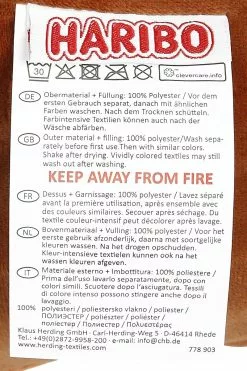 HARIBO
30
clevercare.info
DE Obermaterial + Füllung: 100% Polyester / Vor dem
ersten Gebrauch separat, dann mit ähnlichen
Farben waschen. Nach dem Trocknen schütteln.
Farbintensive Textilien können auch nach der
Wäsche abfärben.
GB Outer material + filling: 100% polyester/Wash sepa-
rately before first use.Then with similar colors.
Shake after drying. Vividly colored textiles may still
wash out after washing.
KEEP AWAY FROM FIRE
FR Dessus + Garnissage: 100% polyester / Lavez séparé
avant la première utilisation, après ensemble avec
des couleurs similaires. Secouer après séchage. Du
textile couleur-intensif peut décolorer après lavage.
NL Bovenmateriaal + Vulling: 100% polyester/Voor het
eerste gebruik afzonderlijk, daarna met soortgelijke
kleuren wassen. Na het drogen opschudden.
Kleur-intensieve textielen kunnen ook na het
wassen kleuren afgeven.
IT Materiale esterno + Imbottitura: 100% poliestere /
Prima dell'uso lavarlo separatamente, dopo con
colori simili. Scuotere dopo l'asciugatura. Tessili
di colore intenso possono stingere anche dopo il
lavaggio.
100% polyesteri / poliestersko vlakno / poliester /
ПОЛИЭСТЕР / poliészter / poliester /
poliester / Полиестер / Полиэстер
Klaus Herding GmbH · Carl-Herding-Weg 5 · D-46414 Rhede
Tel. +49(0)2872-9958-200 · e-mail: info@chb.de
www.herding-textiles.com
778 903